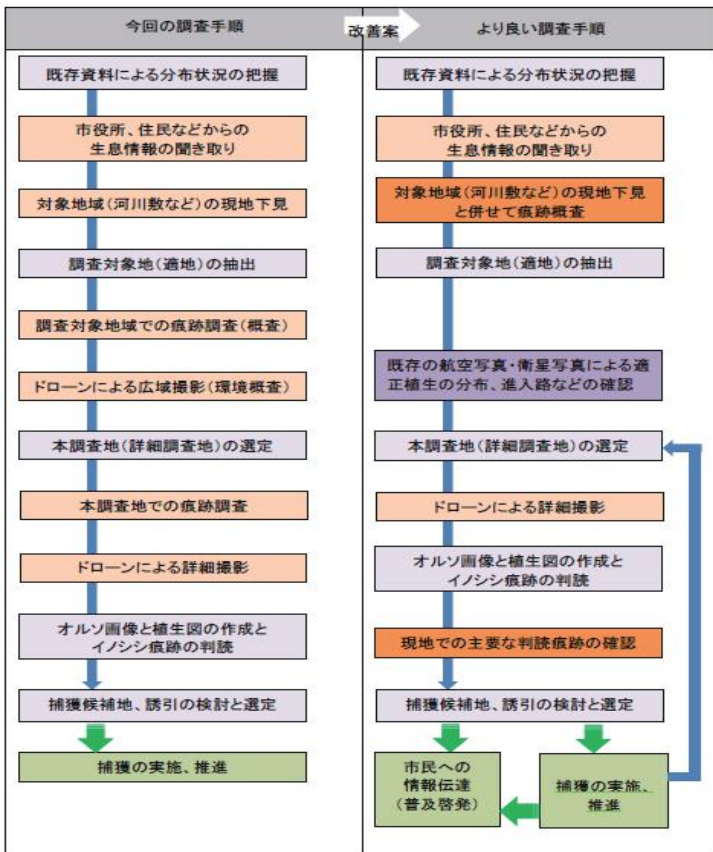 今回の調査手順
改善案
より良い調査手順
既存資料による分布状況の把握
市役所、住民などからの
生息情報の聞き取り
対象地域(河川敷など)の現地下見
調査対象地(適地)の抽出
調査対象地域での痕跡調査(概査)
ドローンによる広域撮影(環境概査)
本調査地(詳細調査地)の選定
本調査地での痕跡調査
ドローンによる詳細撮影
オルソ画像と植生図の作成と
イノシシ痕跡の判読
捕獲候補地、誘引の検討と選定
捕獲の実施、推進
既存資料による分布状況の把握
市役所、住民などからの
生息情報の聞き取り
対象地域(河川敷など)の現地下見
と併せて痕跡概査
調査対象地(適地)の抽出
既存の航空写真・衛星写真による適
正植生の分布、進入路などの確認
本調査地(詳細調査地)の選定
ドローンによる詳細撮影
オルソ画像と植生図の作成と
イノシシ痕跡の判読
現地での主要な判読痕跡の確認
捕獲候補地、誘引の検討と選定
市民への
情報伝達
(普及啓発)
捕獲の実施、
推進